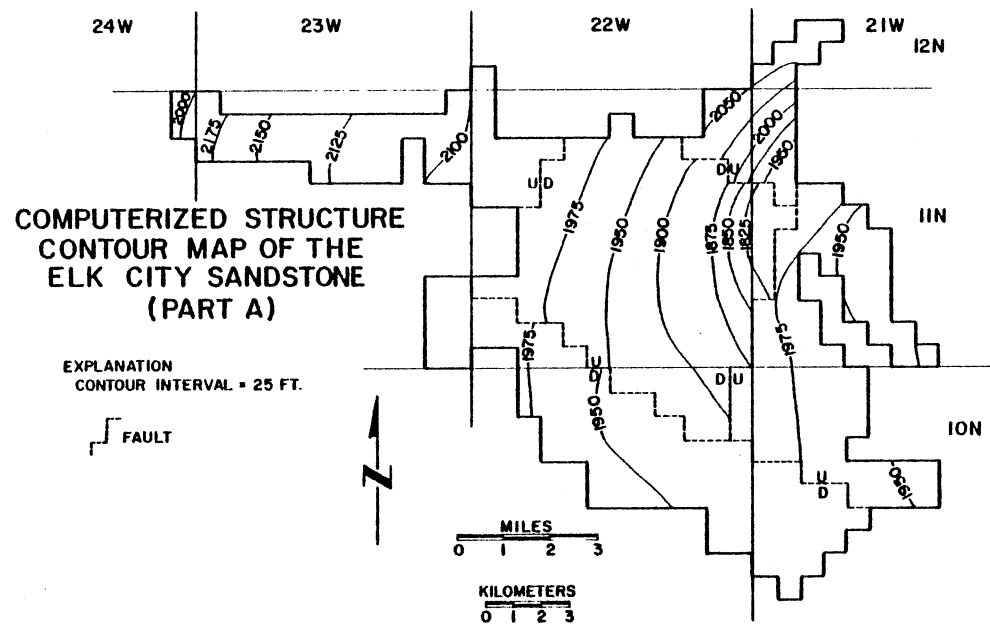 24W 23W 22W 21W
12N
2000
2175
2150
2125
2100
2050
2000
1950
D U
U D
1975
1950
1900
1875
1850
1825
1950
11N
COMPUTERIZED STRUCTURE
CONTOUR MAP OF THE
ELK CITY SANDSTONE
(PART A)
1975
1975
U
D
D U
EXPLANATION
CONTOUR INTERVAL = 25 FT.
FAULT
1950
10N
U
D
1950
N
MILES
0 1 2 3
KILOMETERS
0 1 2 3